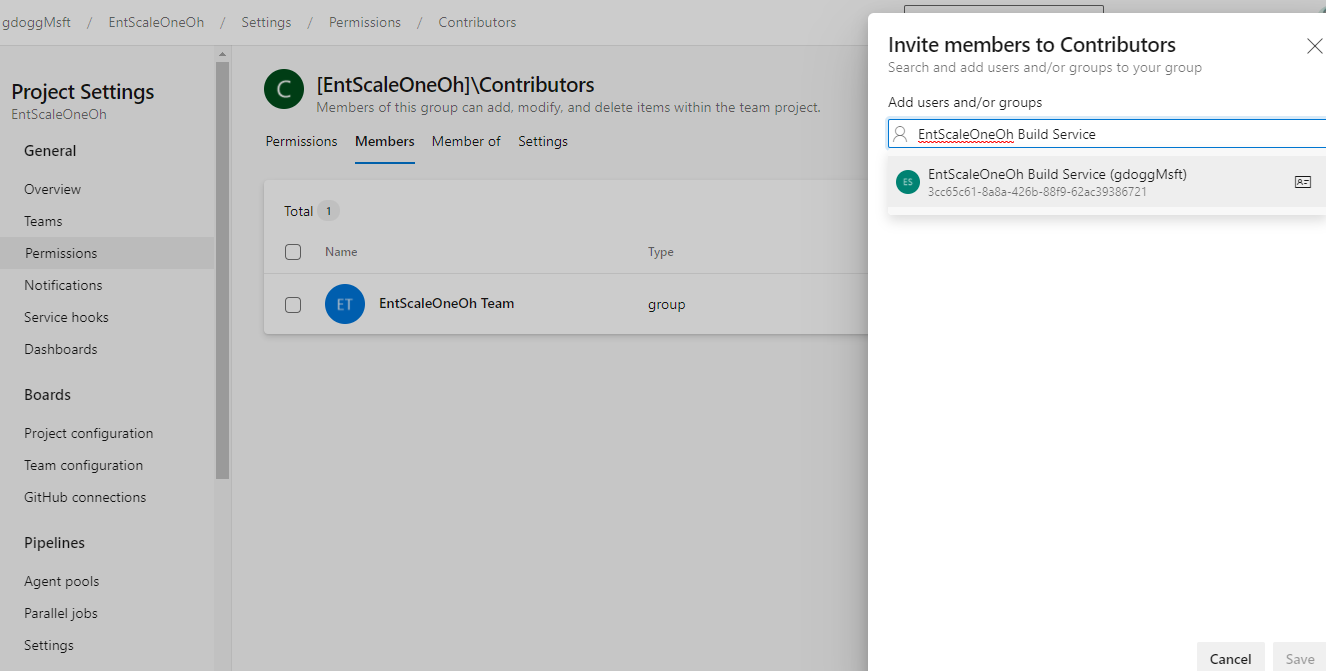 gdoggMsft / EntScaleOneOh / Settings / Permissions / Contributors
Project Settings
EntScaleOneOh
General
Overview
Teams
Permissions
Notifications
Service hooks
Dashboards
Boards
Project configuration
Team configuration
GitHub connections
Pipelines
Agent pools
Parallel jobs
Settings
C
[EntScaleOneOh]\Contributors
Members of this group can add, modify, and delete items within the team project.
Permissions Members Member of Settings
Total 1
Name Type
ET EntScaleOneOh Team group
Invite members to Contributors
Search and add users and/or groups to your group
Add users and/or groups
EntScaleOneOh Build Service
ES
EntScaleOneOh Build Service (gdoggMsft)
3cc65c61-8a8a-426b-88f9-62ac39386721
Cancel Save